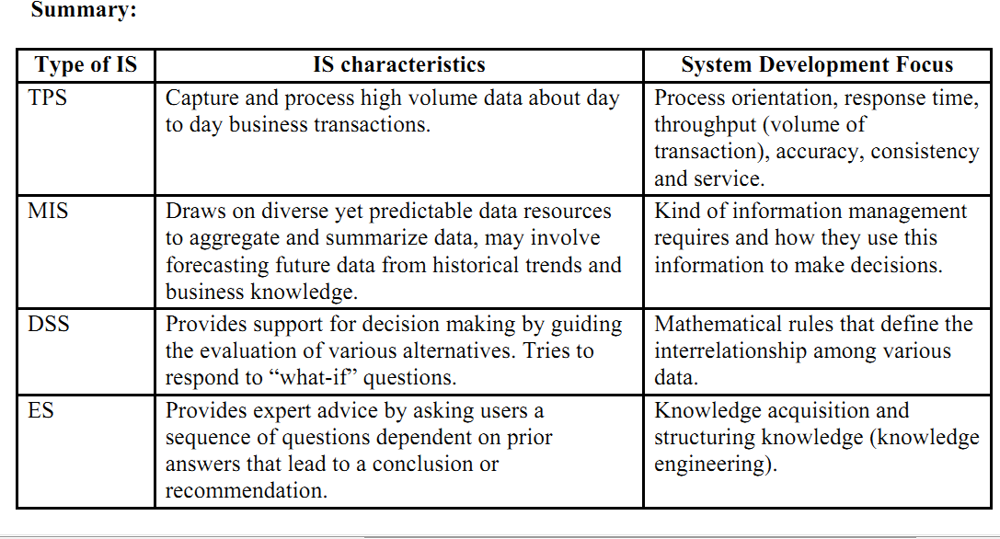 Summary:
Type of IS
IS characteristics
System Development Focus
TPS
Capture and process high volume data about day
to day business transactions.
Process orientation, response time,
throughput (volume of
transaction), accuracy, consistency
and service.
MIS
Draws on diverse yet predictable data resources
to aggregate and summarize data, may involve
forecasting future data from historical trends and
business knowledge.
Kind of information management
requires and how they use this
information to make decisions.
DSS
Provides support for decision making by guiding
the evaluation of various alternatives. Tries to
respond to “what-if” questions.
Mathematical rules that define the
interrelationship among various
data.
ES
Provides expert advice by asking users a
sequence of questions dependent on prior
answers that lead to a conclusion or
recommendation.
Knowledge acquisition and
structuring knowledge (knowledge
engineering).